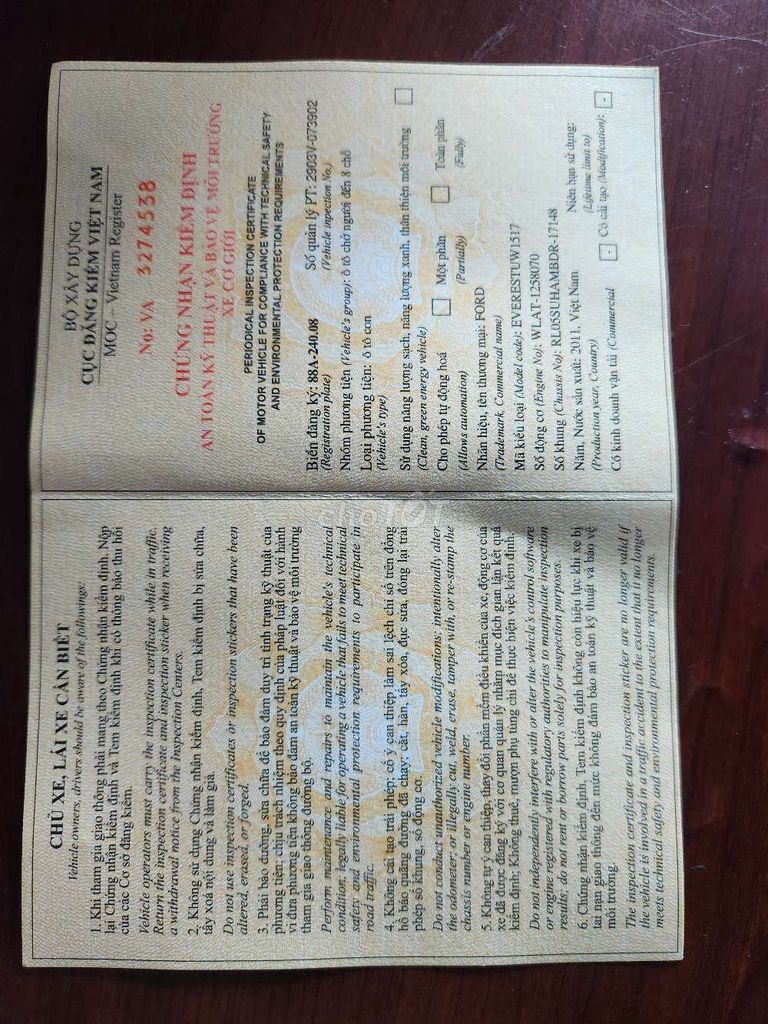 CHỦ XE, LÁI XE CẦN BIẾT
Vehicle owners, drivers should be aware of the followings:
1. Khi tham gia giao thông phải mang theo Chứng nhận kiểm định. Nộp
lại Chứng nhận kiểm định và Tem kiểm định khi có thông báo thu hồi
của các Cơ sở đăng kiểm.
Vehicle operators must carry the inspection certificate while in traffic.
Return the inspection certificate and inspection sticker when receiving
a withdrawal notice from the Inspection Centers.
2. Không sử dụng Chứng nhận kiểm định, Tem kiểm định bị sửa chữa,
tẩy xoá nội dung và làm giả.
Do not use inspection certificates or inspection stickers that have been
altered, erased, or forged.
3. Phải bảo dưỡng, sửa chữa để bảo đảm duy trì tình trạng kỹ thuật của
phương tiện; chịu trách nhiệm theo quy định của pháp luật đối với hành
vi đưa phương tiện không bảo đảm an toàn kỹ thuật và bảo vệ môi trường
tham gia giao thông đường bộ.
Perform maintenance and repairs to maintain the vehicle's technical
condition; legally liable for operating a vehicle that fails to meet technical
safety and environmental protection requirements to participate in
road traffic.
4. Không cải tạo trái phép; cố ý can thiệp làm sai lệch chỉ số trên đồng
hồ báo quãng đường đã chạy; cắt, hàn, tẩy xóa, đục sửa, đóng lại trái
phép số khung, số động cơ.
Do not conduct unauthorized vehicle modifications; intentionally alter
the odometer; or illegally cut, weld, erase, tamper with, or re-stamp the
chassis number or engine number.
5. Không tự ý can thiệp, thay đổi phần mềm điều khiển của xe, động cơ của
xe đã được đăng ký với cơ quan quản lý nhằm mục đích gian lận kết quả
kiểm định; Không thuê, mượn phụ tùng chỉ để thực hiện việc kiểm định.
Do not independently interfere with or alter the vehicle's control software
or engine registered with regulatory authorities to manipulate inspection
results; do not rent or borrow parts solely for inspection purposes.
6. Chứng nhận kiểm định, Tem kiểm định không còn hiệu lực khi xe bị
tai nạn giao thông đến mức không đảm bảo an toàn kỹ thuật và bảo vệ
môi trường.
The inspection certificate and inspection sticker are no longer valid if
the vehicle is involved in a traffic accident to the extent that it no longer
meets technical safety and environmental protection requirements.
BỘ XÂY DỰNG
CỤC ĐĂNG KIỂM VIỆT NAM
MOC – Vietnam Register
No: VA 3274538
CHỨNG NHẬN KIỂM ĐỊNH
AN TOÀN KỸ THUẬT VÀ BẢO VỆ MÔI TRƯỜNG
XE CƠ GIỚI
PERIODICAL INSPECTION CERTIFICATE
OF MOTOR VEHICLE FOR COMPLIANCE WITH TECHNICAL SAFETY
AND ENVIRONMENTAL PROTECTION REQUIREMENTS
Biển đăng ký: 88A-240.08 Số quản lý PT: 2903V-073902
(Registration plate) (Vehicle inpection No.)
Nhóm phương tiện (Vehicle's group): ô tô chở người đến 8 chỗ
Loại phương tiện: ô tô con
(Vehicle's type)
Sử dụng năng lượng sạch, năng lượng xanh, thân thiện môi trường
(Clean, green energy vehicle)
Cho phép tự động hoá Một phần Toàn phần
(Allows automation) (Partially) (Fully)
Nhãn hiệu, tên thương mại: FORD
(Trademark, Commercial name)
Mã kiểu loại (Model code): EVERESTUW1517
Số động cơ (Engine No): WLAT-1258070
Số khung (Chassis No): RL05SUHAMBDR-17148
Năm, Nước sản xuất: 2011, Việt Nam Niên hạn sử dụng:
(Production year, Country) (Lifetime limit to)
Có kinh doanh vận tải (Commercial - Có cải tạo (Modification): -
chợTỐT